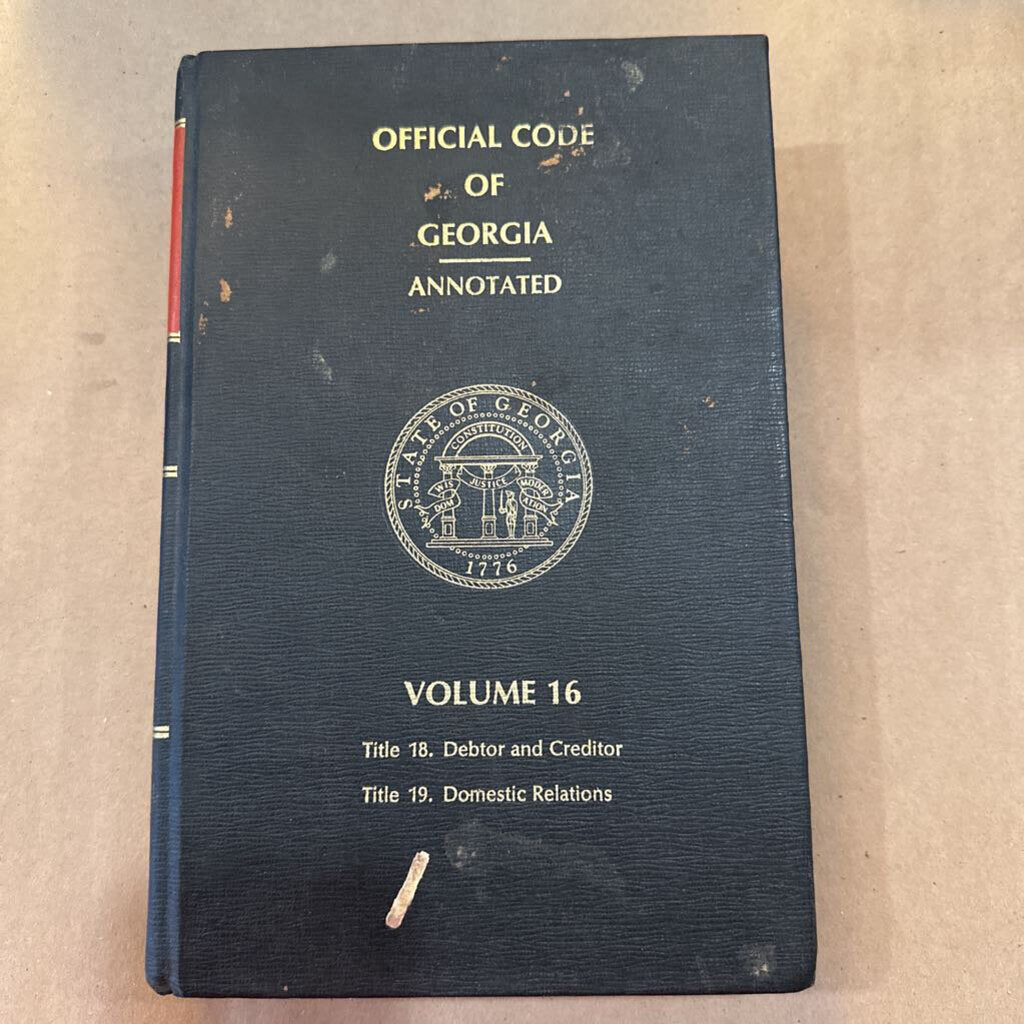 OFFICIAL CODE
OF
GEORGIA
ANNOTATED
STATE OF GEORGIA
CONSTITUTION
WIS
DOM
JUSTICE
MODER
ATION
1776
VOLUME 16
Title 18. Debtor and Creditor
Title 19. Domestic Relations